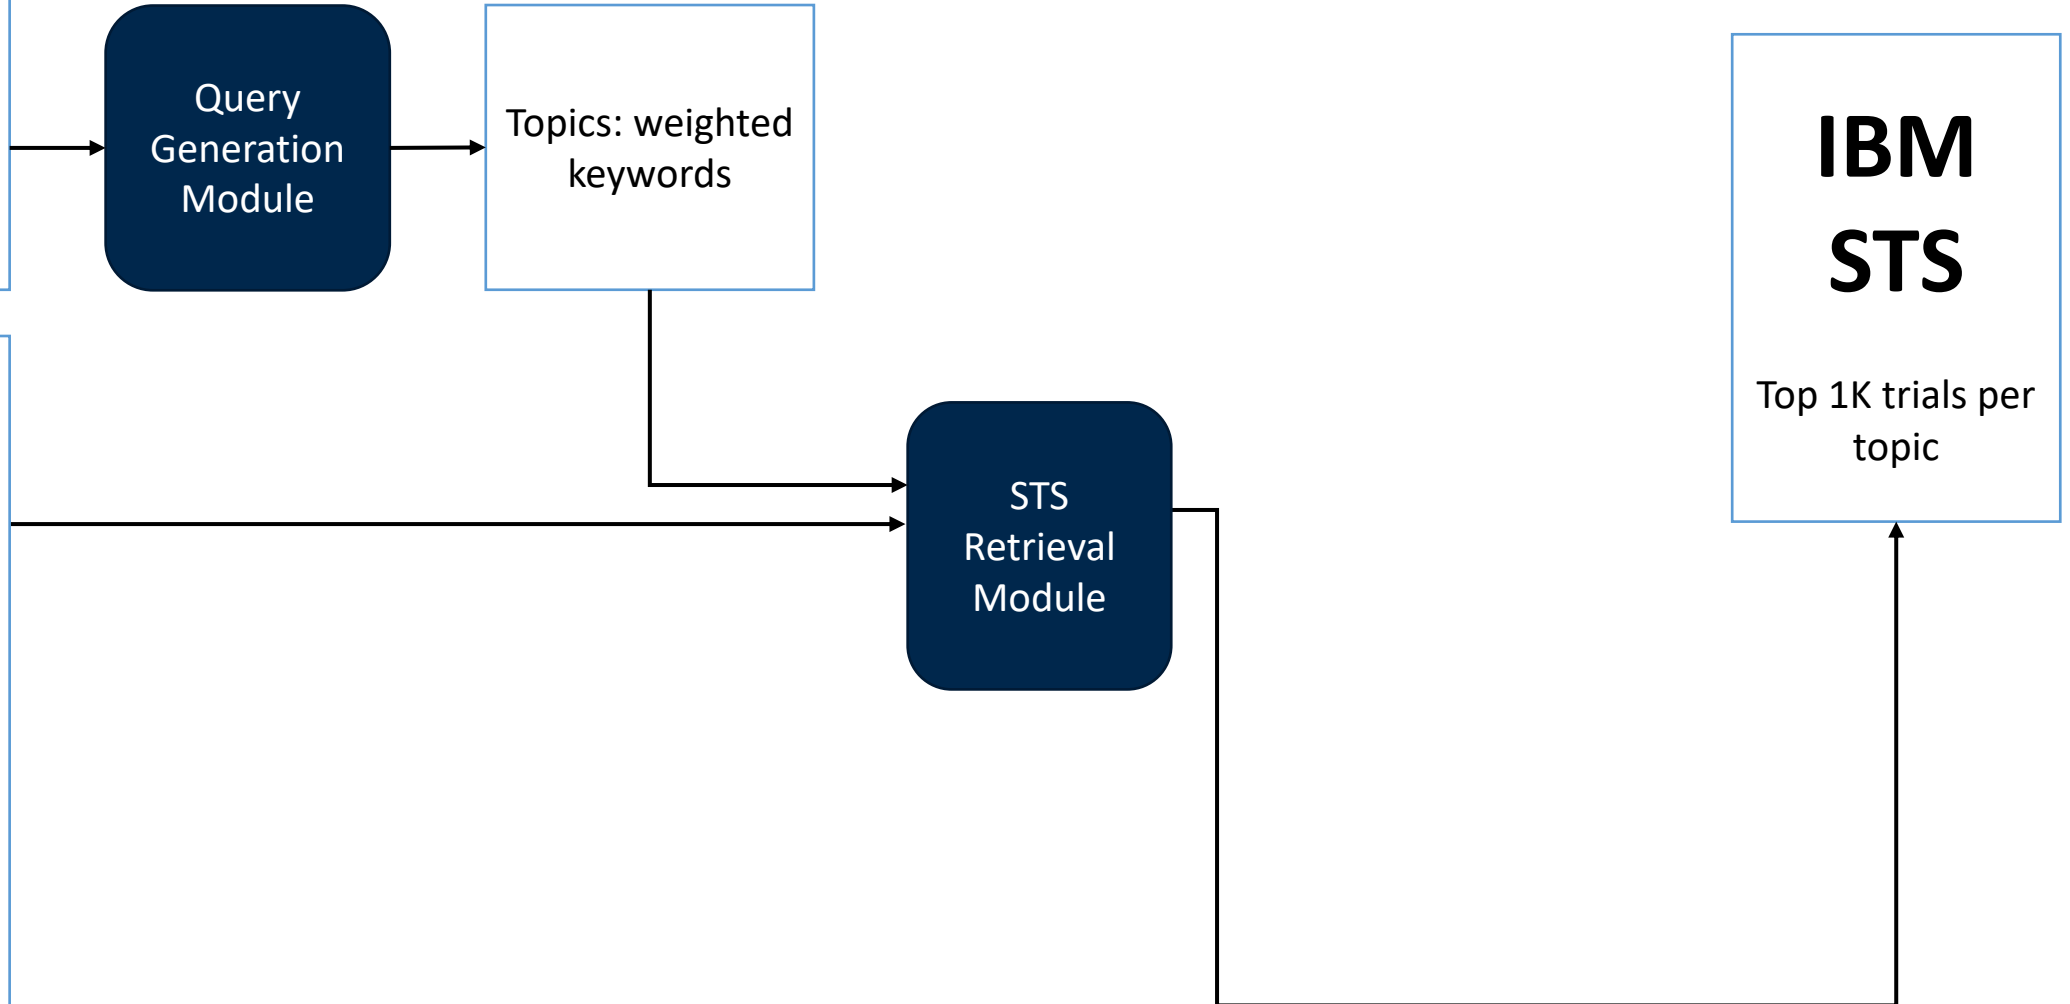 Query
Generation
Module
Topics: weighted
keywords
STS
Retrieval
Module
IBM
STS
Top 1K trials per
topic